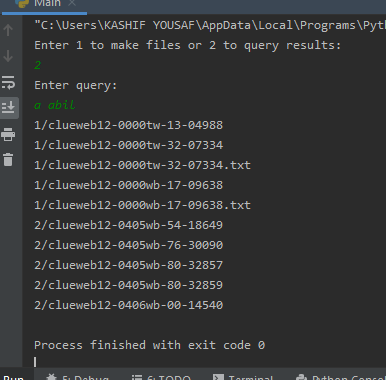 Main
"C:\Users\KASHIF YOUSAF\AppData\Local\Programs\Pyt
Enter 1 to make files or 2 to query results:
2
Enter query:
a abil
1/clueweb12-0000tw-13-04988
1/clueweb12-0000tw-32-07334
1/clueweb12-0000tw-32-07334.txt
1/clueweb12-0000wb-17-09638
1/clueweb12-0000wb-17-09638.txt
2/clueweb12-0405wb-54-18649
2/clueweb12-0405wb-76-30090
2/clueweb12-0405wb-80-32857
2/clueweb12-0405wb-80-32859
2/clueweb12-0406wb-00-14540
Process finished with exit code 0
Run 5: Debug 6: TODO Terminal Python Consol